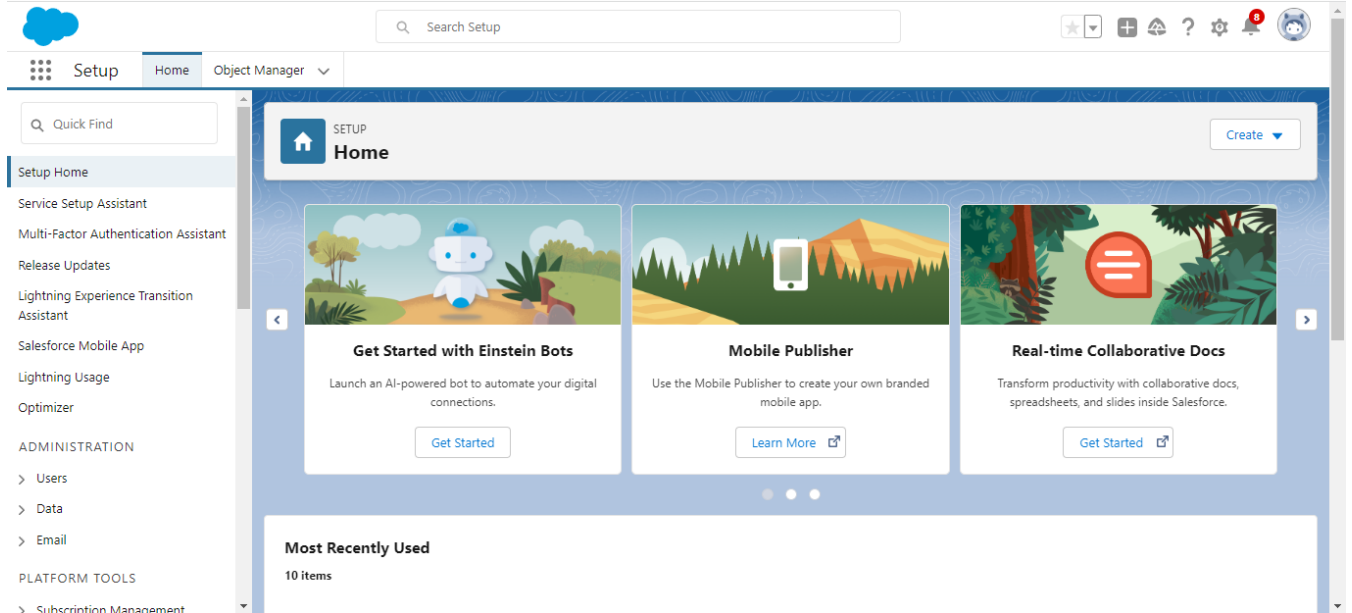 Search Setup
8
Setup
Home
Object Manager
Quick Find
Setup Home
Service Setup Assistant
Multi-Factor Authentication Assistant
Release Updates
Lightning Experience Transition
Assistant
Salesforce Mobile App
Lightning Usage
Optimizer
ADMINISTRATION
Users
Data
Email
PLATFORM TOOLS
Subscription Management
SETUP
Home
Create
Get Started with Einstein Bots
Launch an AI-powered bot to automate your digital
connections.
Get Started
Mobile Publisher
Use the Mobile Publisher to create your own branded
mobile app.
Learn More
Real-time Collaborative Docs
Transform productivity with collaborative docs,
spreadsheets, and slides inside Salesforce.
Get Started
Most Recently Used
10 items